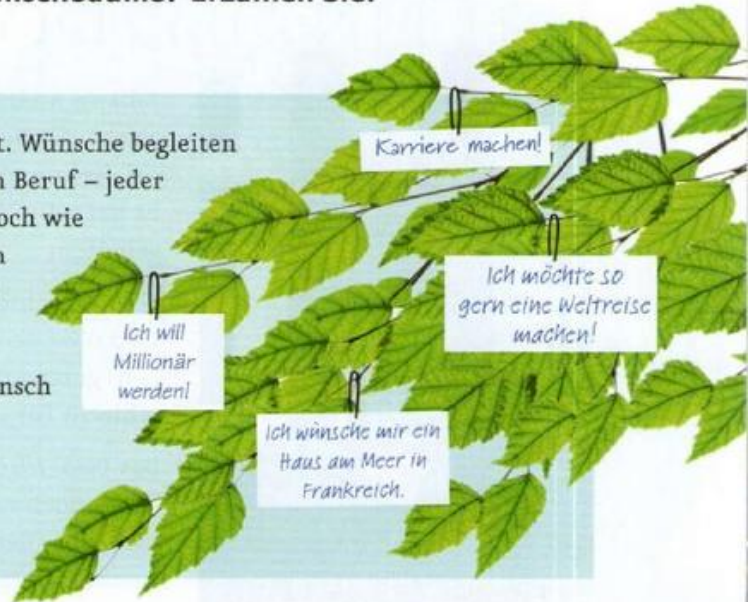 Erzählen Sie.
t. Wünsche begleiten
Beruf – jeder
och wie
nsch
Karriere machen!
Ich möchte so
gern eine Weltreise
machen!
Ich will
Millionär
werden!
Ich wünsche mir ein
Haus am Meer in
Frankreich.